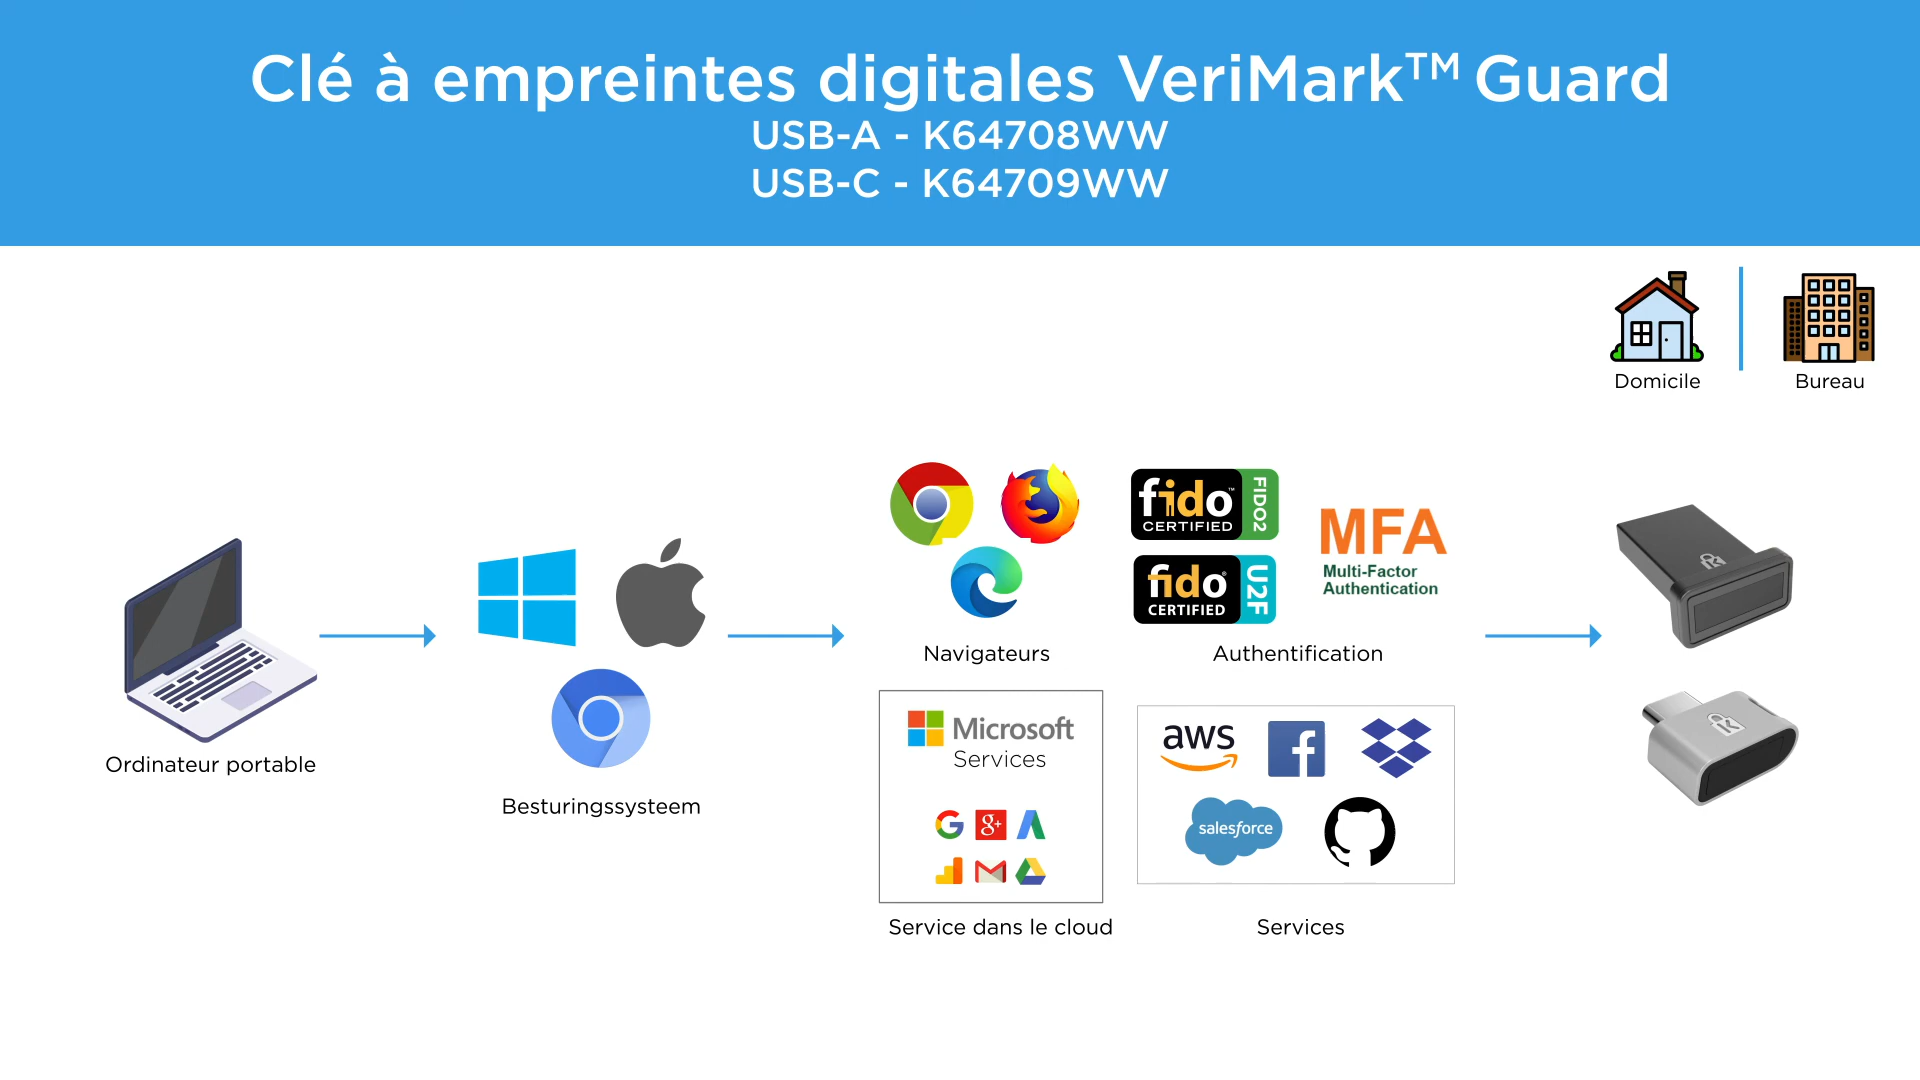 Clé à empreintes digitales VeriMark™ Guard
USB-A - K64708WW
USB-C - K64709WW
Domicile
Bureau
fido™
CERTIFIED
FIDO2
MFA
Multi-Factor
Authentication
fido®
CERTIFIED
U2F
Navigateurs
Authentification
Ordinateur portable
Besturingssysteem
Microsoft
Services
G
g+
aws
f
salesforce
Service dans le cloud
Services